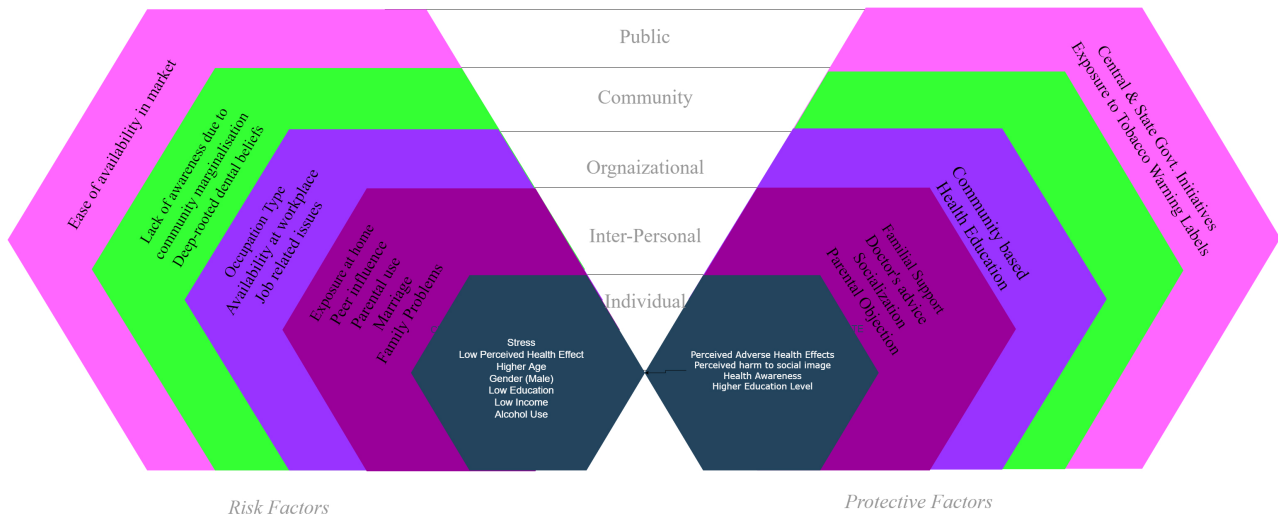 Public
Community
Orgnaizational
Inter-Personal
Individual
Ease of availability in market
Lack of awareness due to
community marginalisation
Deep-rooted dental beliefs
Occupation Type
Availability at workplace
Job related issues
Exposure at home
Peer influence
Parental use
Marriage
Family Problems
Stress
Low Perceived Health Effect
Higher Age
Gender (Male)
Low Education
Low Income
Alcohol Use
Perceived Adverse Health Effects
Perceived harm to social image
Health Awareness
Higher Education Level
Familial Support
Doctor's advice
Socialization
Parental Objection
Community based
Health Education
Central & State Govt. Initiatives
Exposure to Tobacco Warning Labels
Risk Factors
Protective Factors